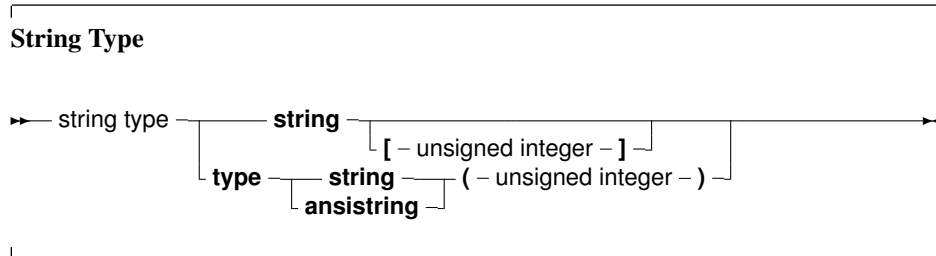 String Type
string type string
[ unsigned integer ]
type string ( unsigned integer )
ansistring